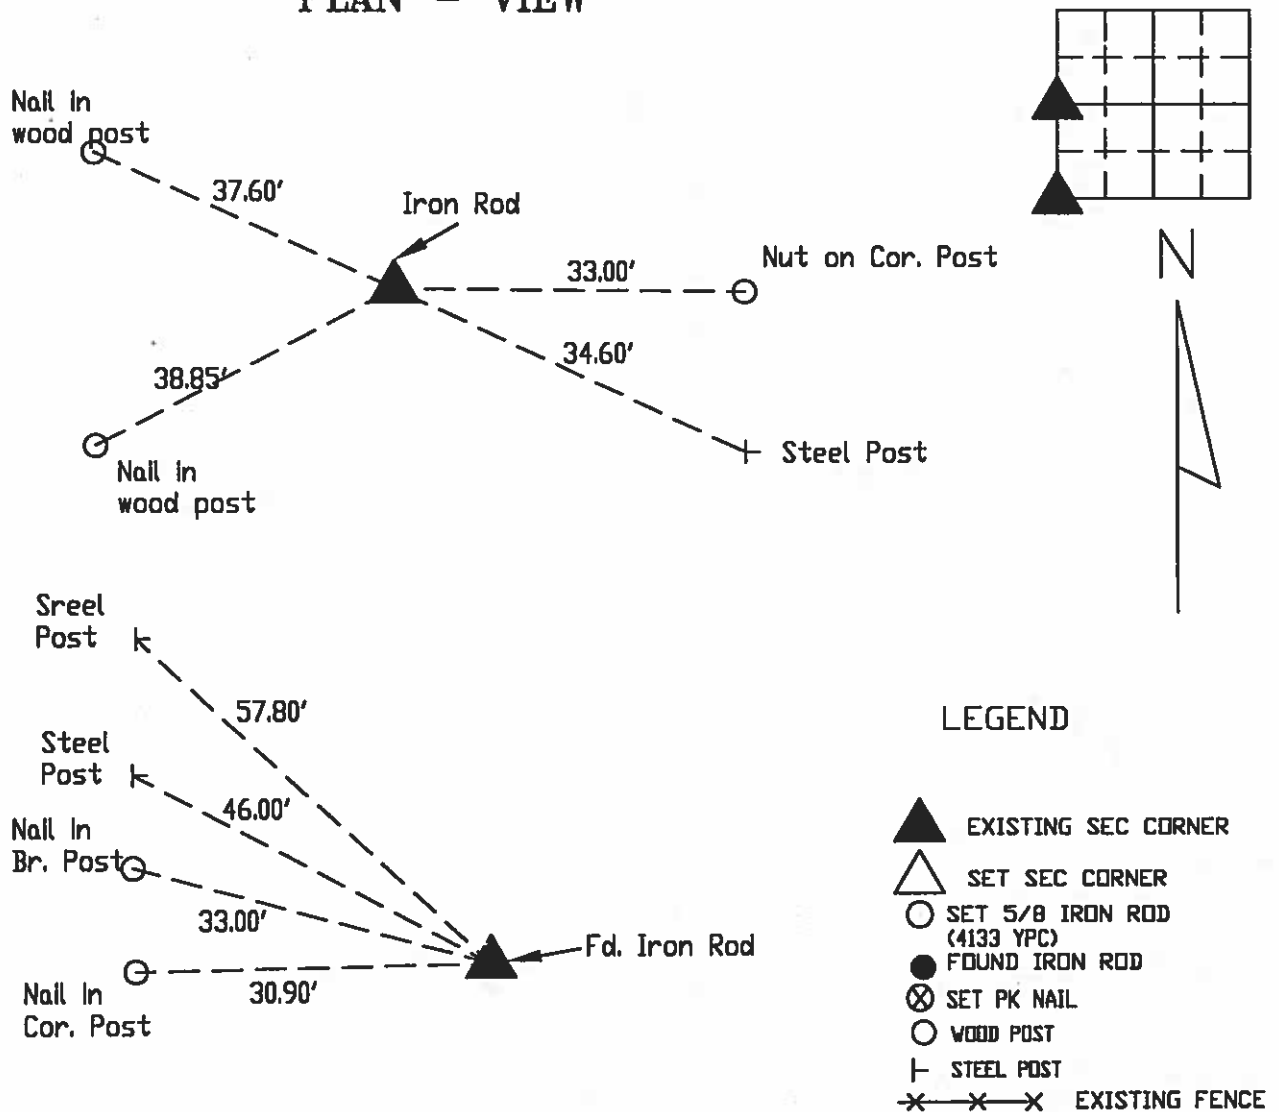 PLAN - VIEW
Nail in
wood post
37.60'
Iron Rod
33.00'
Nut on Cor. Post
34.60'
38.85'
Nail in
wood post
Steel Post
N
Sreel
Post
57.80'
Steel
Post
46.00'
Nail In
Br. Post
33.00'
Fd. Iron Rod
30.90'
Nail In
Cor. Post
LEGEND
EXISTING SEC CORNER
SET SEC CORNER
SET 5/8 IRON ROD
(4133 YPC)
FOUND IRON ROD
SET PK NAIL
WOOD POST
STEEL POST
EXISTING FENCE